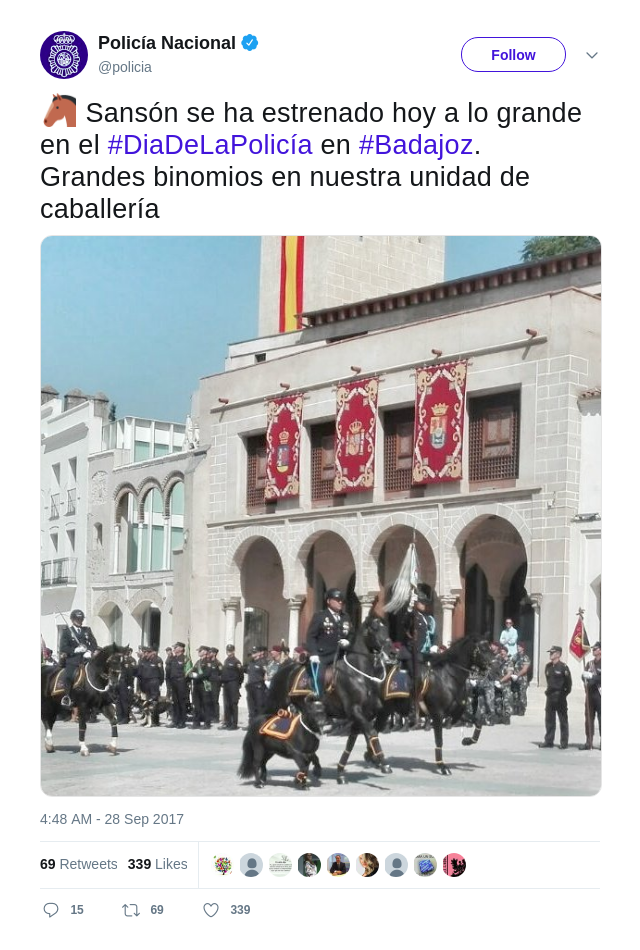 Policía Nacional
@policia
Follow
Sansón se ha estrenado hoy a lo grande
en el #DiaDeLaPolicía en #Badajoz.
Grandes binomios en nuestra unidad de
caballería
4:48 AM - 28 Sep 2017
69 Retweets 339 Likes
15 69 339